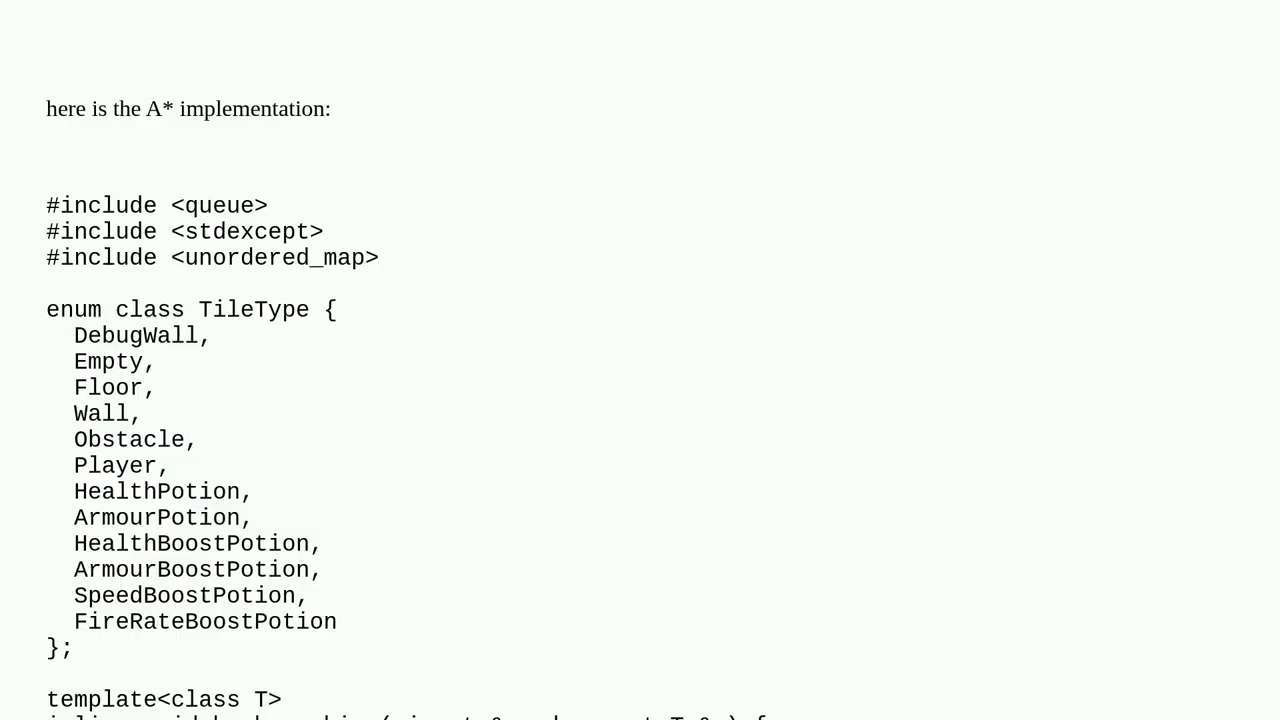 here is the A* implementation:
#include <queue>
#include <stdexcept>
#include <unordered_map>
enum class TileType {
  DebugWall,
  Empty,
  Floor,
  Wall,
  Obstacle,
  Player,
  HealthPotion,
  ArmourPotion,
  HealthBoostPotion,
  ArmourBoostPotion,
  SpeedBoostPotion,
  FireRateBoostPotion
};
template<class T>